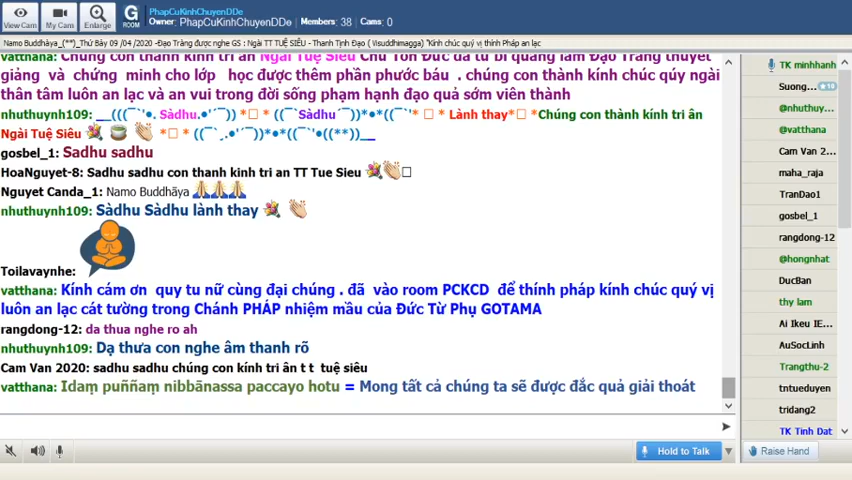 PhapCuKinhChuyenDDe
Owner: PhapCuKinhChuyenDDe Members: 38 Cams: 0
View Cam
My Cam
Enlarge
G
ROOM
Namo Buddhàya_(**)_Thứ Bảy 09 /04 /2020 -Đạo Tràng được nghe GS : Ngài TT TUỆ SIÊU - Thanh Tịnh Đạo ( Visuddhimagga) "Kính chúc quý vị thính Pháp an lạc
vatthana: Chúng con thành kính tri ân Ngài Tuệ Siêu Chư Tôn Đức đã từ bi quang lâm Đạo Tràng thuyết
giảng và chứng minh cho lớp học được thêm phần phước báu . chúng con thành kính chúc qúy ngài
thân tâm luôn an lạc và an vui trong đời sống phạm hạnh đạo quả sớm viên thành
nhuthuynh109: _(((¯`'•. Sàdhu.•'´¯)) *□ * ((¯`Sàdhu´¯))*•*((¯`'* □ * Lành thay*□ *Chúng con thành kính tri ân
Ngài Tuệ Siêu *□ * ((¯`¸.•'´¯))*•*((¯`'•((**))__
gosbel_1: Sadhu sadhu
HoaNguyet-8: Sadhu sadhu con thanh kinh tri an TT Tue Sieu □
Nguyet Canda_1: Namo Buddhãya
nhuthuynh109: Sàdhu Sàdhu lành thay
Toilavaynhe:
vatthana: Kính cám ơn quy tu nữ cùng đại chúng . đã vào room PCKCD để thính pháp kính chúc quý vị
luôn an lạc cát tường trong Chánh PHÁP nhiệm mầu của Đức Từ Phụ GOTAMA
rangdong-12: da thua nghe ro ah
nhuthuynh109: Dạ thưa con nghe âm thanh rõ
Cam Van 2020: sadhu sadhu chúng con kính tri ân t t tuệ siêu
vatthana: Idaṃ puññaṃ nibbānassa paccayo hotu = Mong tất cả chúng ta sẽ được đắc quả giải thoát
Hold to Talk
TK minhhanh
Suong... 10
@nhuthuy...
@vatthana
Cam Van 2...
maha_raja
TranDao1
gosbel_1
rangdong-12
@hongnhat
DucBan
thy lam
Ai Ikeu IE...
AuSocLinh
Trangthu-2
tntueduyen
tridang2
TK Tinh Dat
Raise Hand